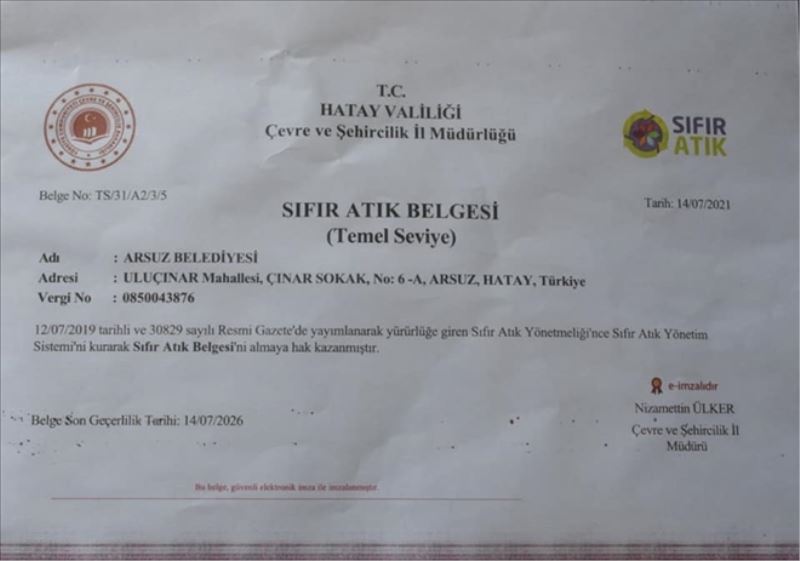 T.C.
HATAY VALİLİĞİ
Çevre ve Şehircilik İl Müdürlüğü
SIFIR
ATIK
Belge No: TS/31/A2/3/5
Tarih: 14/07/2021
SIFIR ATIK BELGESİ
(Temel Seviye)
Adı : ARSUZ BELEDİYESİ
Adresi : ULUÇINAR Mahallesi, ÇINAR SOKAK, No: 6 -A, ARSUZ, HATAY, Türkiye
Vergi No : 0850043876
12/07/2019 tarihli ve 30829 sayılı Resmi Gazete'de yayımlanarak yürürlüğe giren Sıfır Atık Yönetmeliği'nce Sıfır Atık Yönetim
Sistemi'ni kurarak Sıfır Atık Belgesi'ni almaya hak kazanmıştır.
e-imzalıdır
Nizamettin ÜLKER
Çevre ve Şehircilik İl
Müdürü
Belge Son Geçerlilik Tarihi: 14/07/2026
Bu belge, güvenli elektronik imza ile imzalanmıştır.